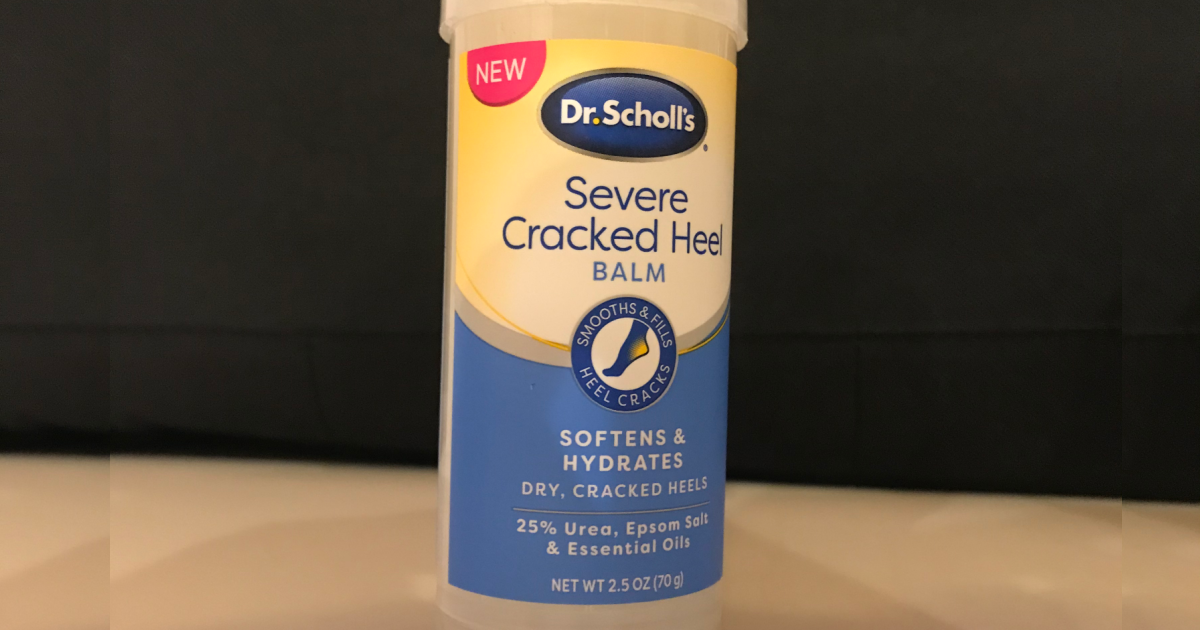 NEW
Dr.Scholl's
®
Severe
Cracked Heel
BALM
SMOOTHS & FILLS
HEEL CRACKS
SOFTENS &
HYDRATES
DRY, CRACKED HEELS
25% Urea, Epsom Salt
& Essential Oils
NET WT 2.5 OZ (70 g)